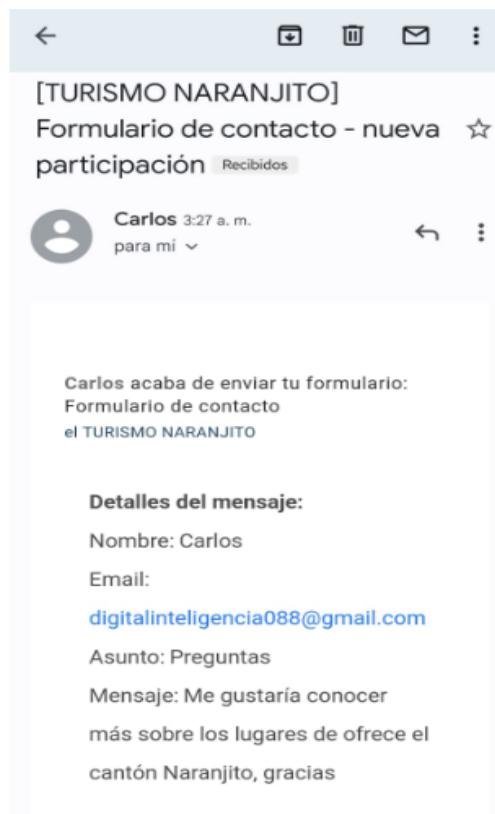 [TURISMO NARANJITO]
Formulario de contacto - nueva
participación Recibidos
Carlos 3:27 a. m.
para mí
Carlos acaba de enviar tu formulario:
Formulario de contacto
el TURISMO NARANJITO
Detalles del mensaje:
Nombre: Carlos
Email:
digitalinteligencia088@gmail.com
Asunto: Preguntas
Mensaje: Me gustaría conocer
más sobre los lugares de ofrece el
cantón Naranjito, gracias